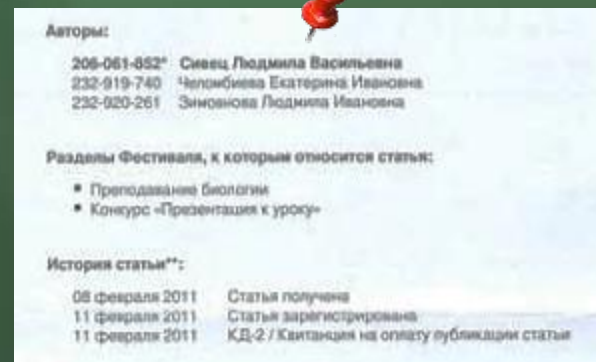 Авторы:
206-061-852* Сивец Людмила Васильевна
232-919-740 Челомбиева Екатерина Ивановна
232-920-261 Зимовнова Людмила Ивановна
Разделы Фестиваля, к которым относится статья:
▪ Преподавание биологии
▪ Конкурс «Презентация к уроку»
История статьи**:
08 февраля 2011 Статья получена
11 февраля 2011 Статья зарегистрирована
11 февраля 2011 КД-2 / Квитанция на оплату публикации статьи